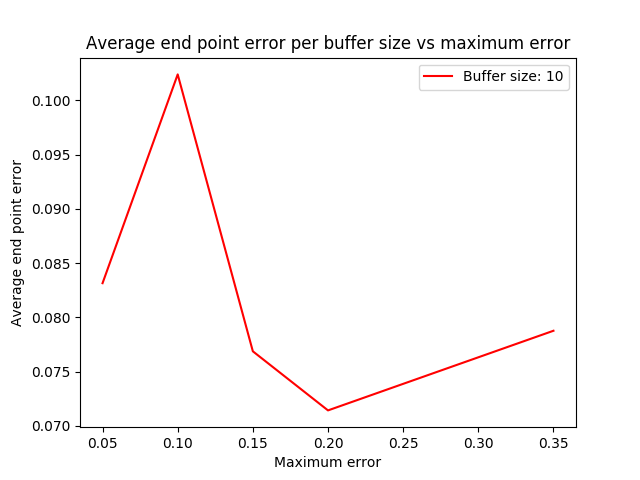 Average end point error per buffer size vs maximum error
Buffer size: 10
Average end point error
0.100
0.095
0.090
0.085
0.080
0.075
0.070
0.05 0.10 0.15 0.20 0.25 0.30 0.35
Maximum error